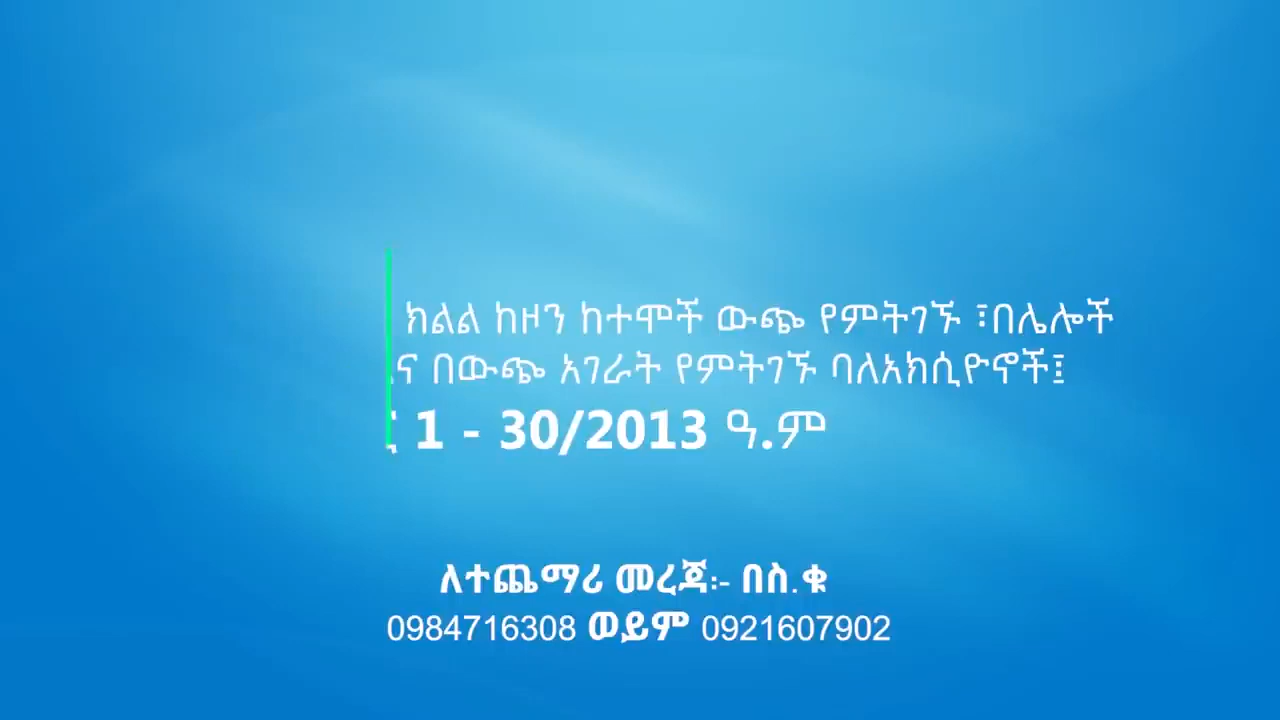 ክልል ከዞን ከተሞች ውጭ የምትገኙ ፣በሌሎች
ና በውጭ አገራት የምትገኙ ባለአክሲዮኖች፤
1 - 30/2013 ዓ.ም
ለተጨማሪ መረጃ፡- በስ.ቁ
0984716308 ወይም 0921607902